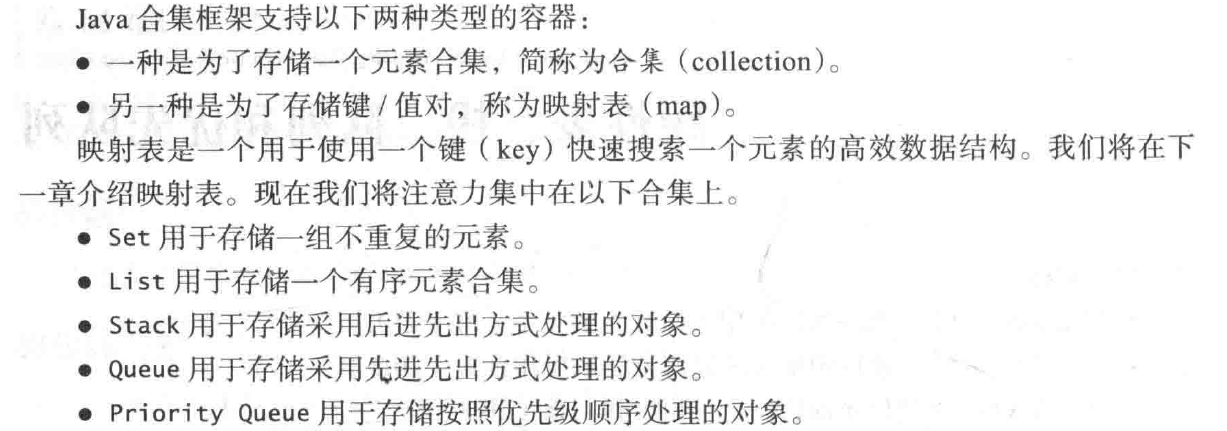 Java 合集框架支持以下两种类型的容器：
● 一种是为了存储一个元素合集，简称为合集（collection）。
● 另一种是为了存储键 / 值对，称为映射表（map）。
映射表是一个用于使用一个键（key）快速搜索一个元素的高效数据结构。我们将在下
一章介绍映射表。现在我们将注意力集中在以下合集上。
● Set 用于存储一组不重复的元素。
● List 用于存储一个有序元素合集。
● Stack 用于存储采用后进先出方式处理的对象。
● Queue 用于存储采用先进先出方式处理的对象。
● Priority Queue 用于存储按照优先级顺序处理的对象。